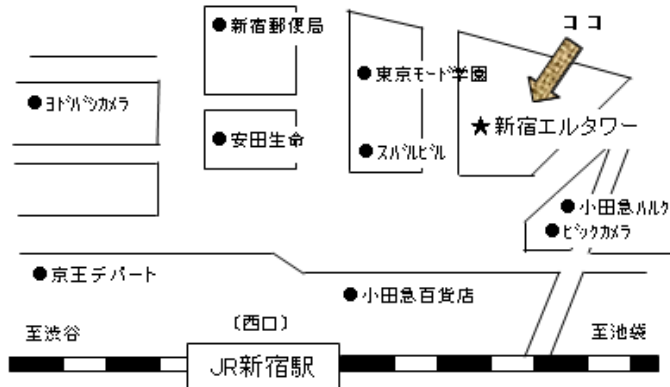 ココ
●新宿郵便局
●東京モード学園
●ヨドバシカメラ
★新宿エルタワー
●安田生命
●スバルビル
●小田急ハルク
●ビックカメラ
●京王デパート
●小田急百貨店
至渋谷
(西口)
至池袋
JR新宿駅